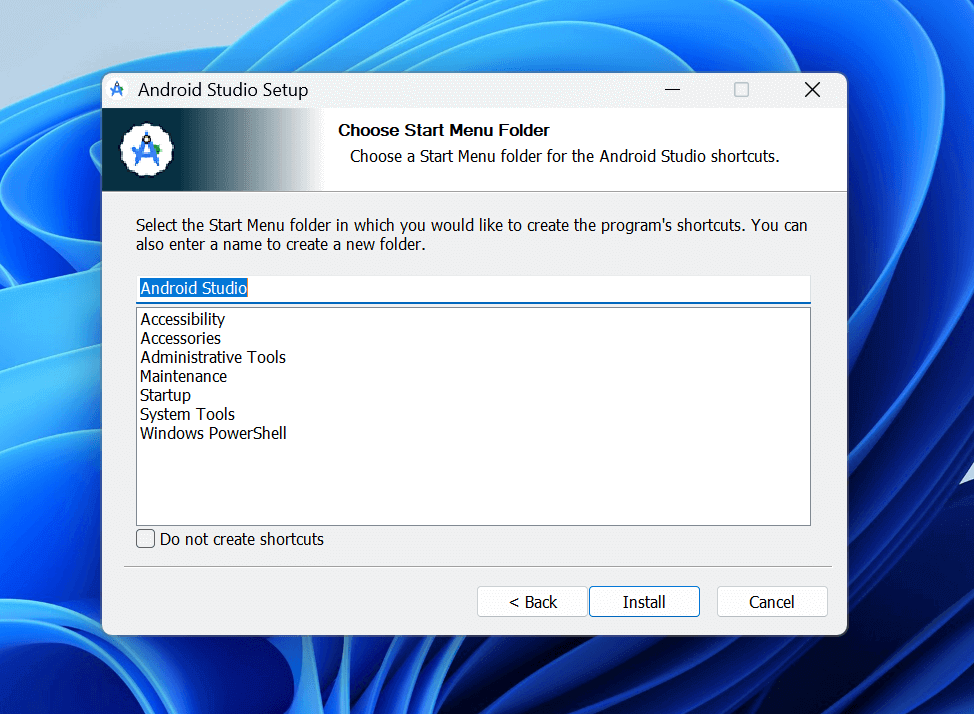 Android Studio Setup
Choose Start Menu Folder
Choose a Start Menu folder for the Android Studio shortcuts.
Select the Start Menu folder in which you would like to create the program's shortcuts. You can
also enter a name to create a new folder.
Android Studio
Accessibility
Accessories
Administrative Tools
Maintenance
Startup
System Tools
Windows PowerShell
Do not create shortcuts
< Back
Install
Cancel